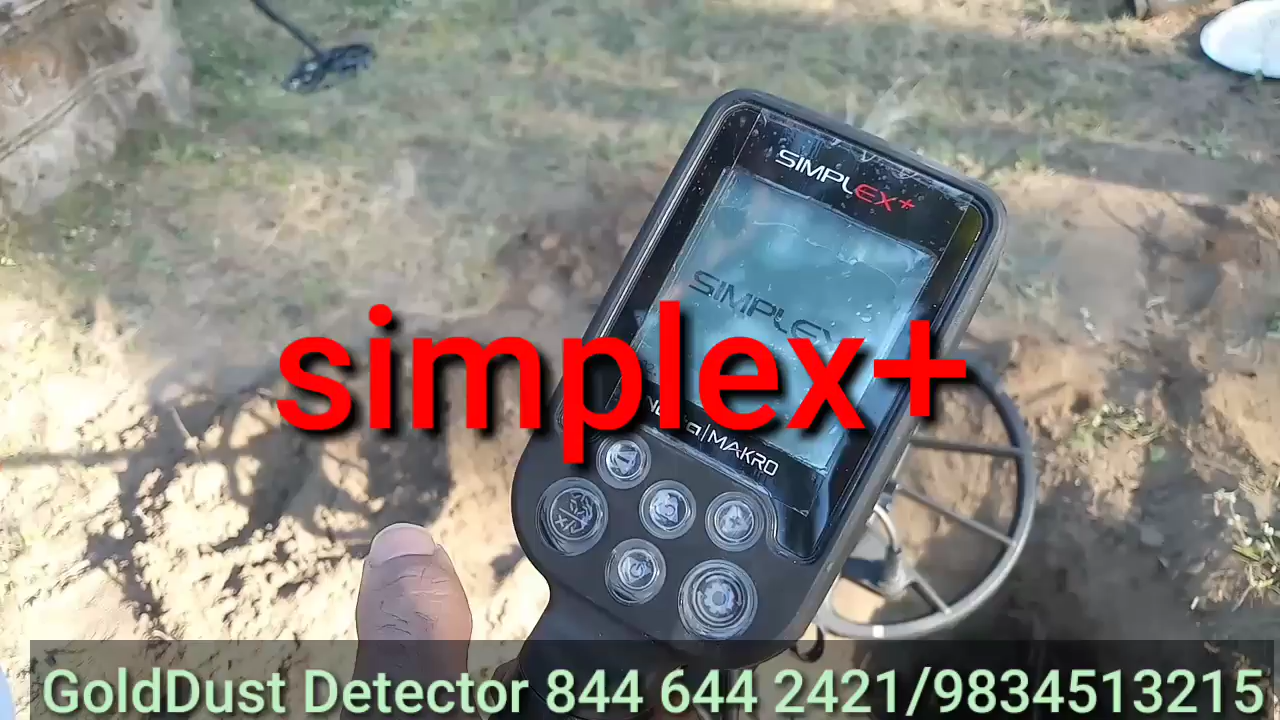 SIMPLEX+
SIMPLEX
simplex+
MAKRO
GoldDust Detector 844 644 2421/9834513215